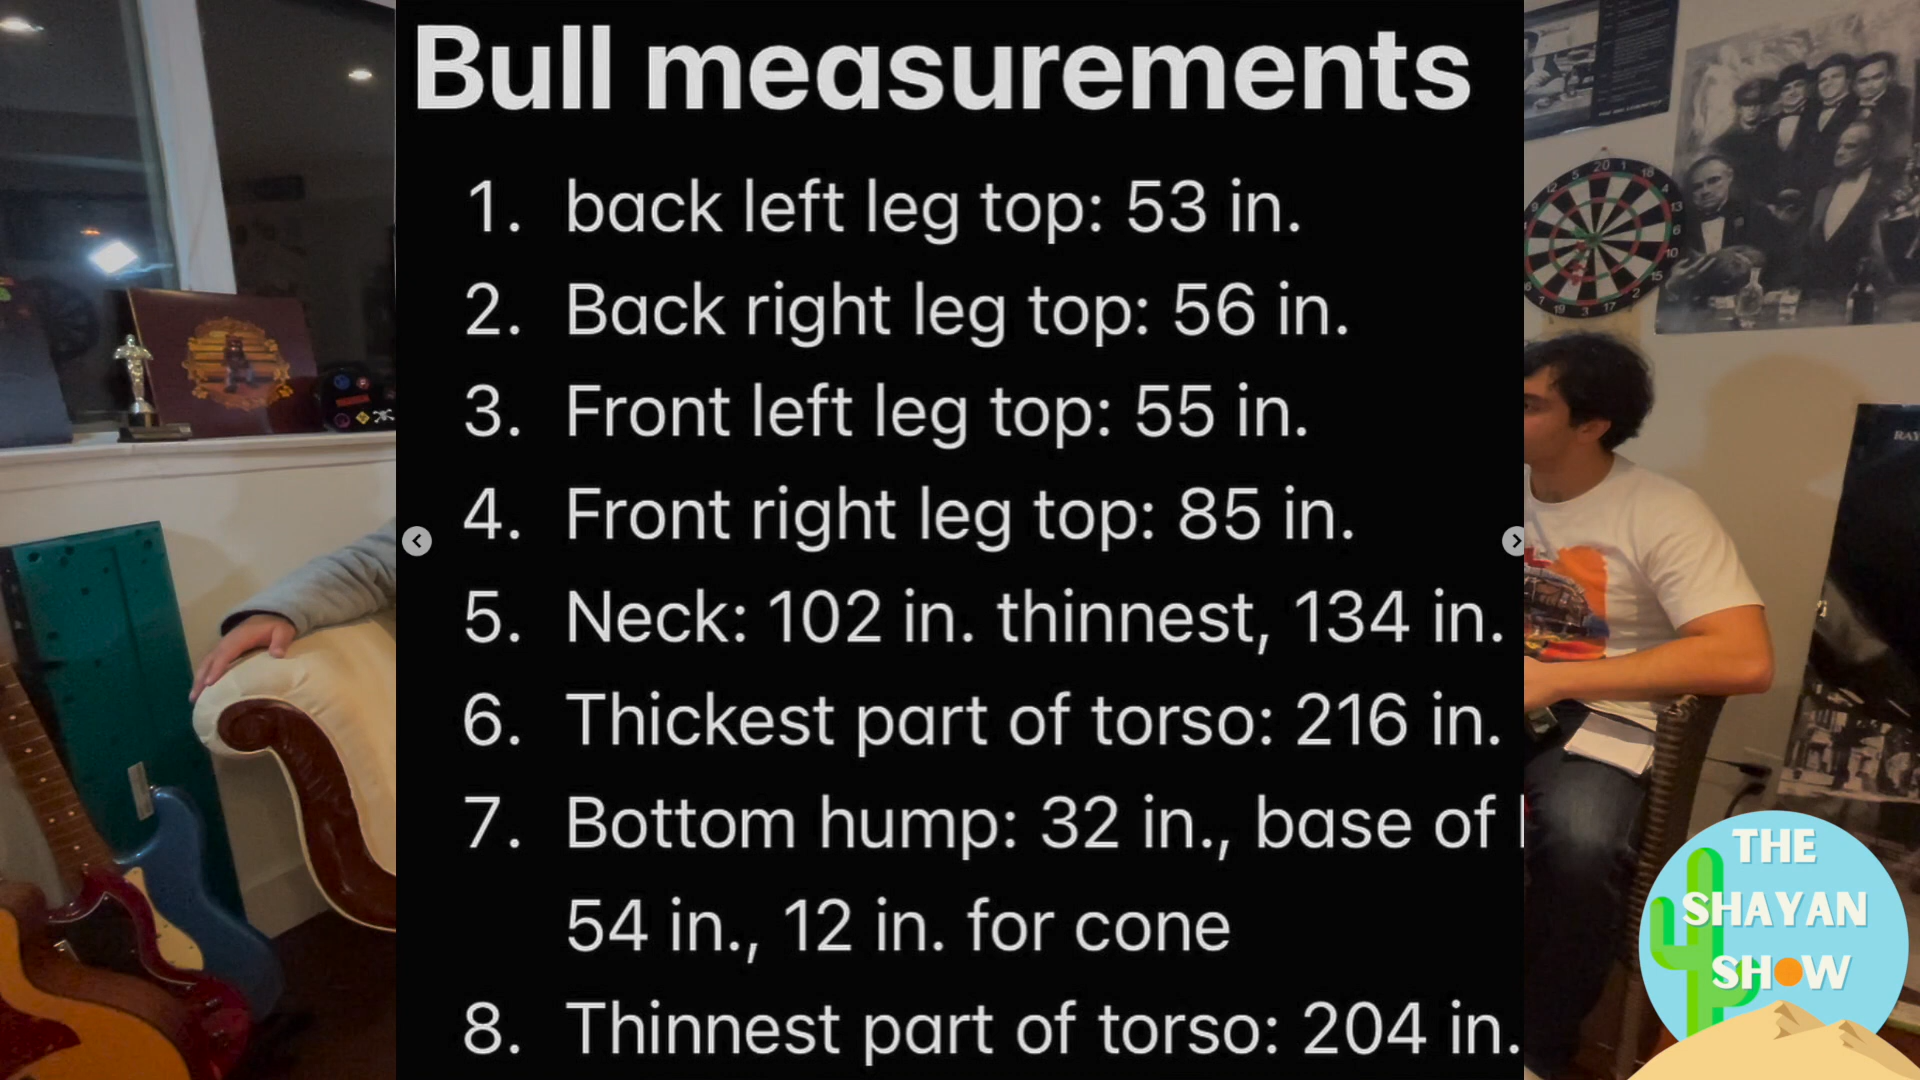 Bull measurements
1. back left leg top: 53 in.
2. Back right leg top: 56 in.
3. Front left leg top: 55 in.
4. Front right leg top: 85 in.
5. Neck: 102 in. thinnest, 134 in.
6. Thickest part of torso: 216 in.
7. Bottom hump: 32 in., base of
54 in., 12 in. for cone
8. Thinnest part of torso: 204 in.
THE
SHAYAN
SHOW